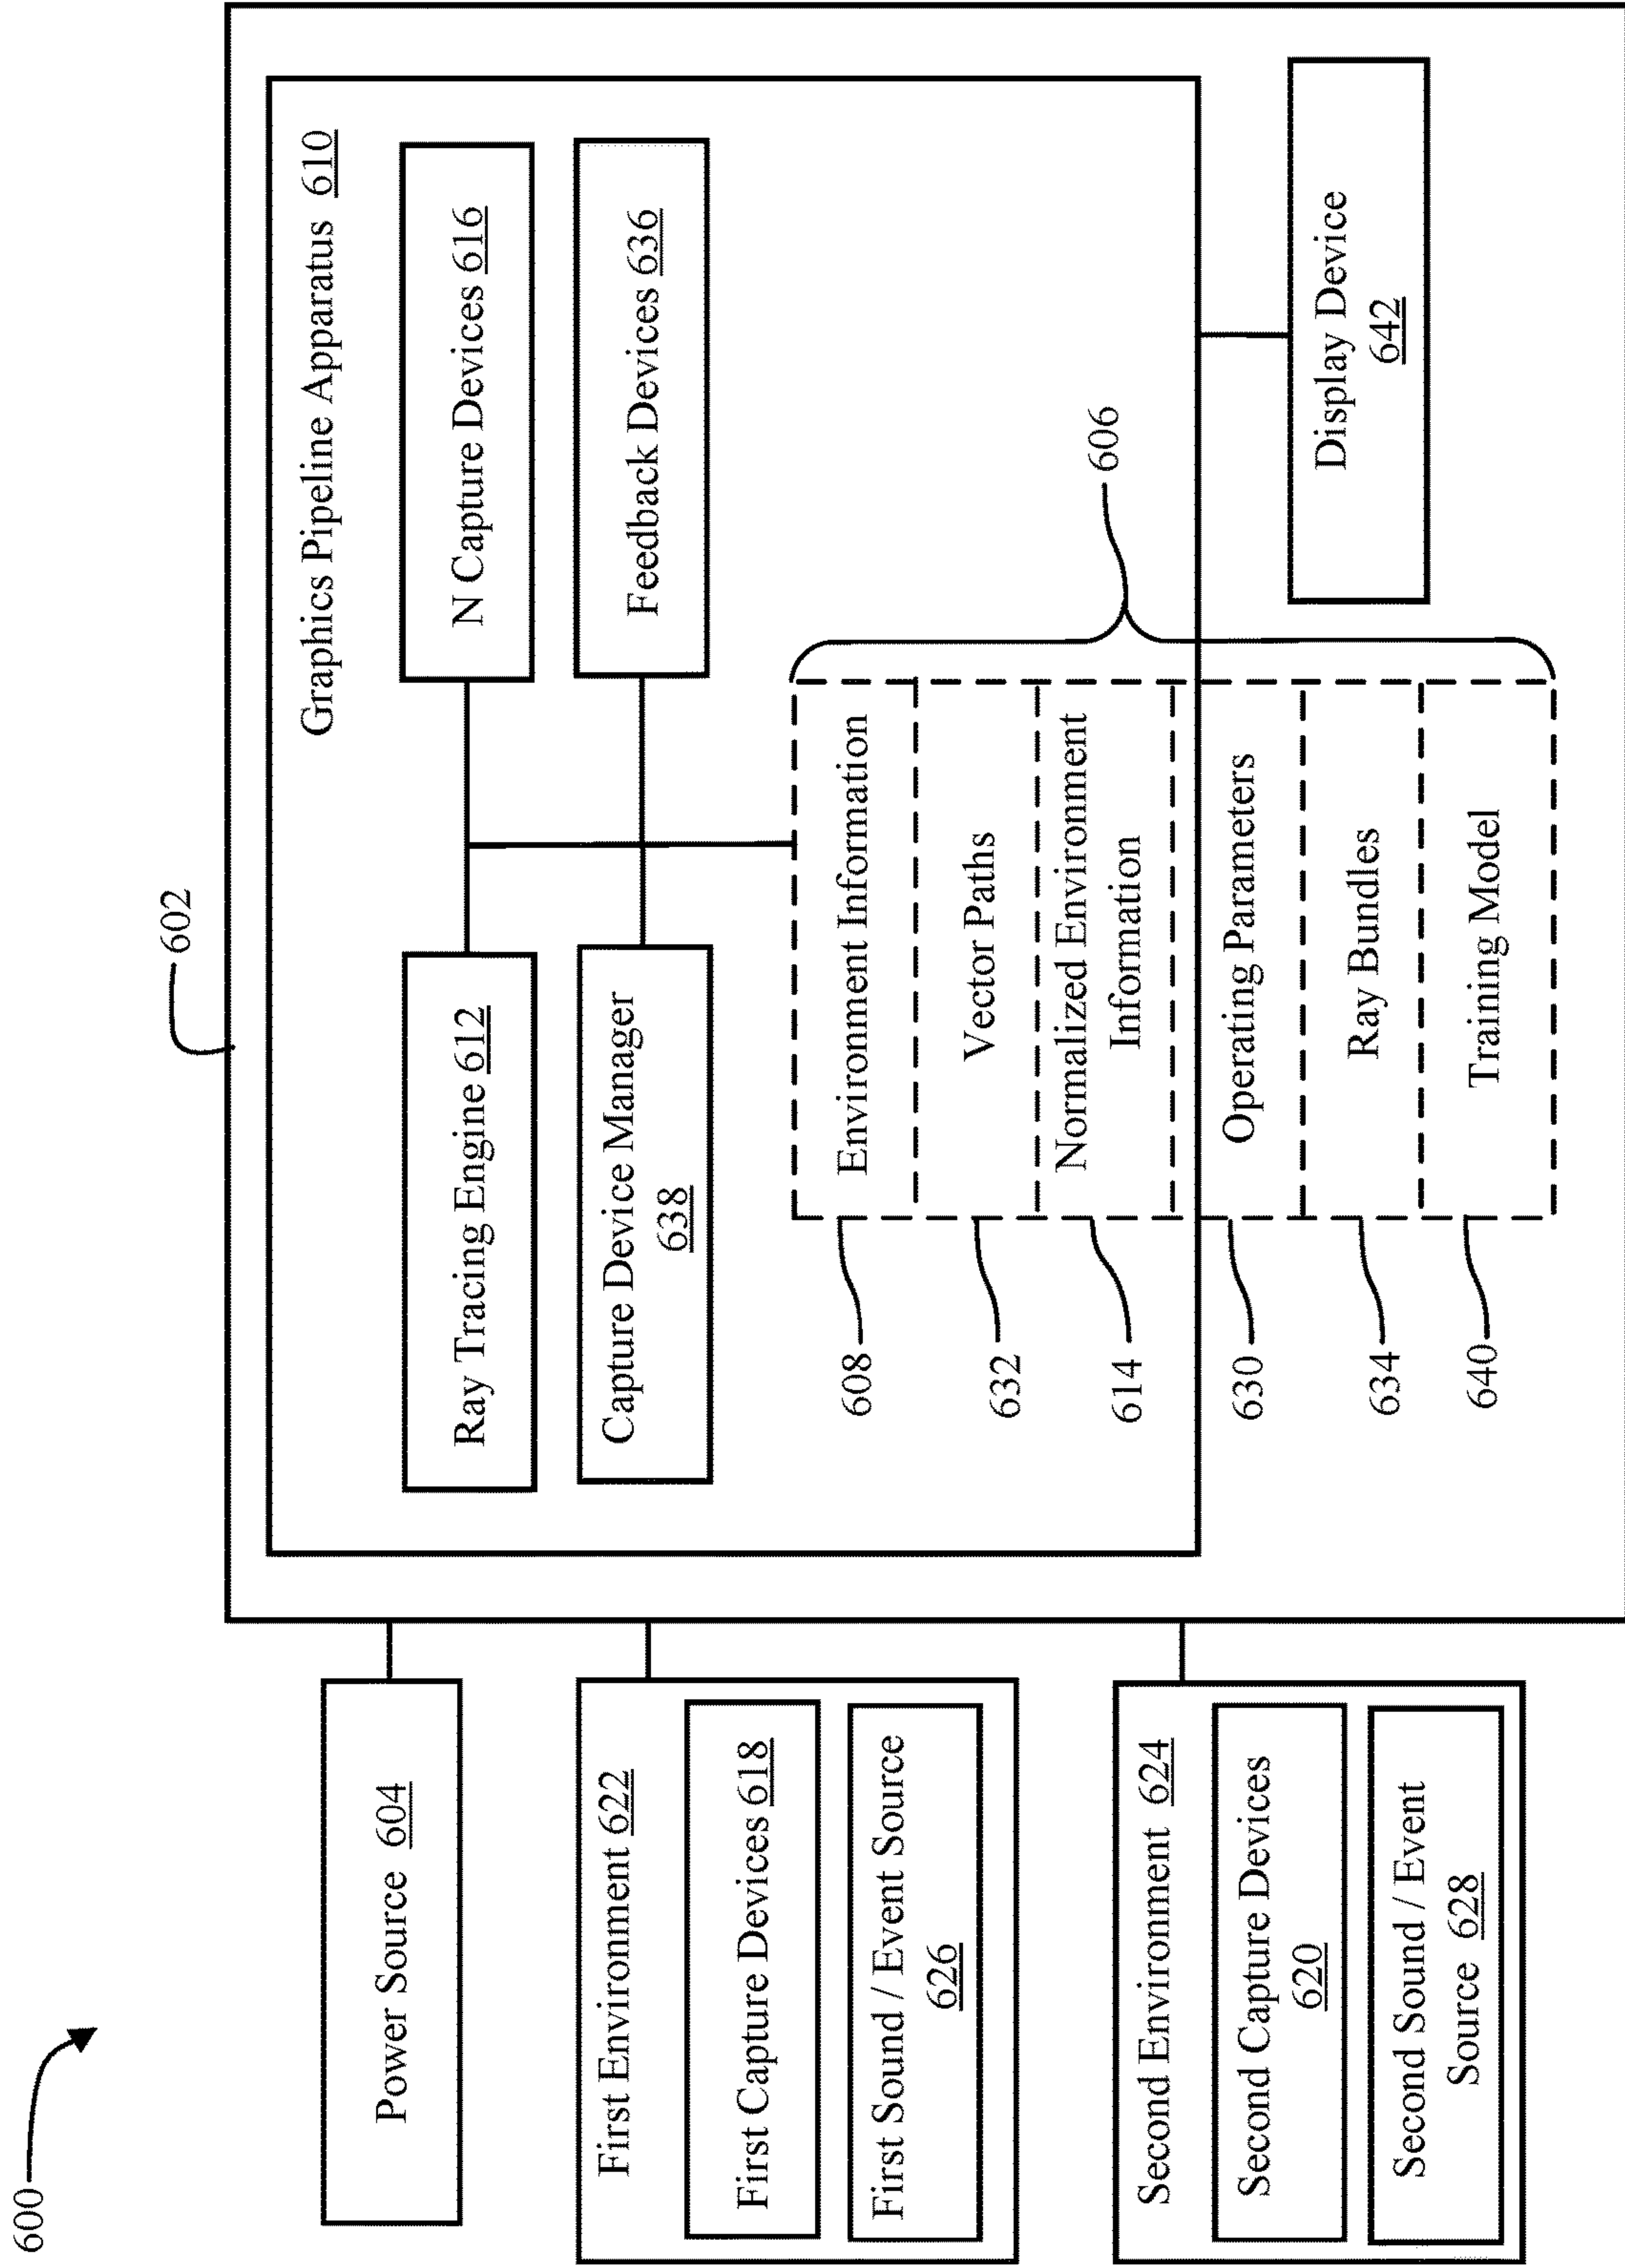 600
602
Power Source 604
First Environment 622
First Capture Devices 618
First Sound / Event Source
626
Second Environment 624
Second Capture Devices
620
Second Sound / Event
Source 628
Graphics Pipeline Apparatus 610
Ray Tracing Engine 612
N Capture Devices 616
Capture Device Manager
638
Feedback Devices 636
606
608
Environment Information
632
Vector Paths
614
Normalized Environment
Information
630
Operating Parameters
634
Ray Bundles
640
Training Model
Display Device
642